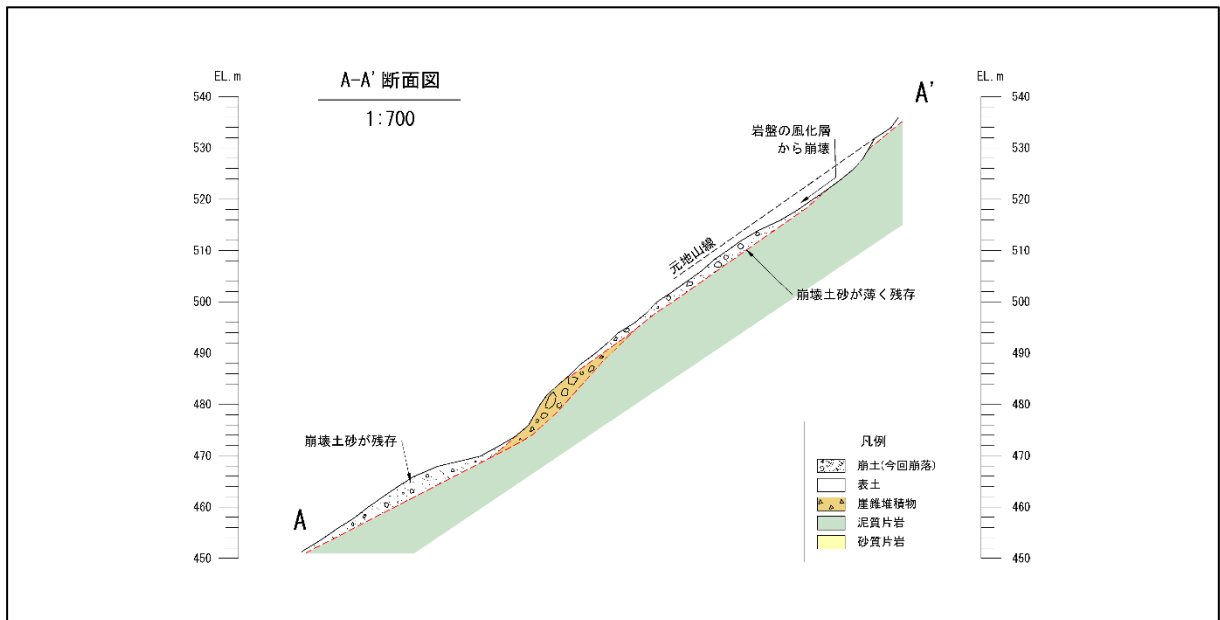 A-A' 断面図
1:700
EL. m
540
530
520
510
500
490
480
470
460
450
EL. m
540
530
520
510
500
490
480
470
460
450
A'
岩盤の風化層
から崩壊
元地山線
崩壊土砂が薄く残存
崩壊土砂が残存
A
凡例
崩土(今回崩落)
表土
崖錐堆積物
泥質片岩
砂質片岩